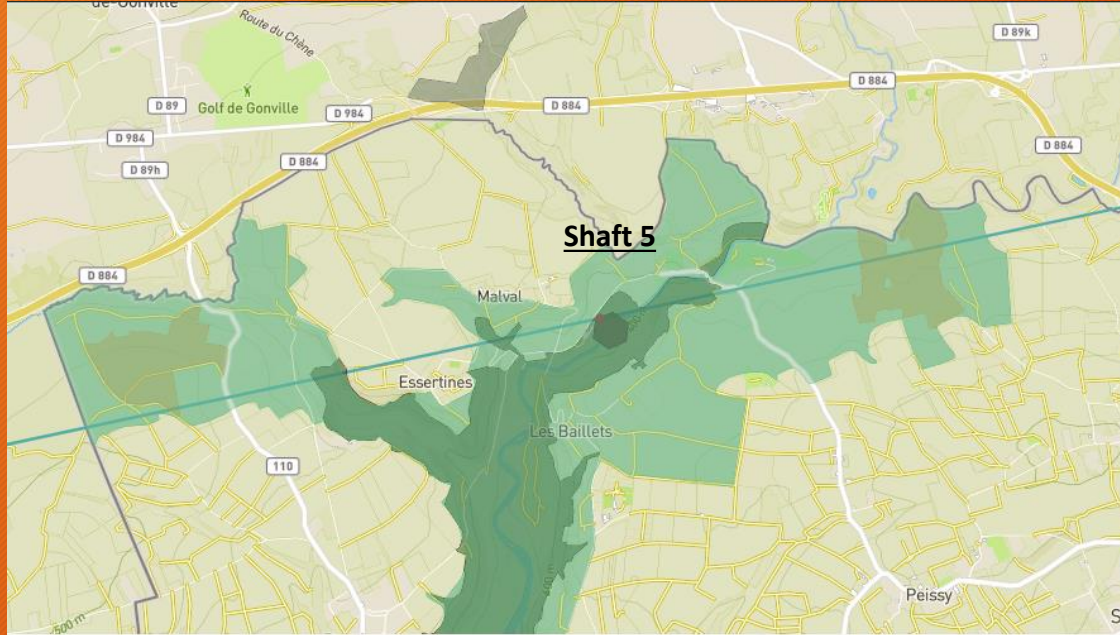 de-Gonville
Route du Chêne
D 89k
D 89
Golf de Gonville
D 984
D 884
D 884
D 984
D 89h
D 884
D 884
Shaft 5
D 884
Malval
Essertines
Les Baillets
110
Peissy
500 m
S